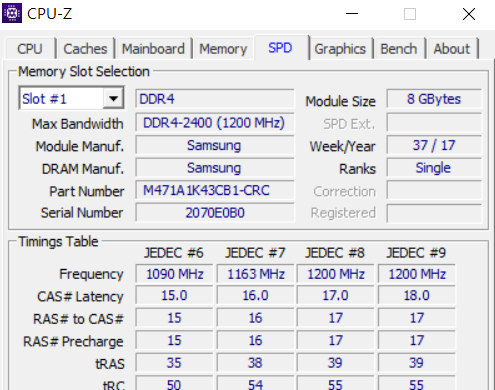 CPU-Z
CPU Caches Mainboard Memory SPD Graphics Bench About
Memory Slot Selection
Slot #1 DDR4 Module Size 8 GBytes
Max Bandwidth DDR4-2400 (1200 MHz) SPD Ext.
Module Manuf. Samsung Week/Year 37 / 17
DRAM Manuf. Samsung Ranks Single
Part Number M471A1K43CB1-CRC Correction
Serial Number 2070E0B0 Registered
Timings Table
JEDEC #6 JEDEC #7 JEDEC #8 JEDEC #9
Frequency 1090 MHz 1163 MHz 1200 MHz 1200 MHz
CAS# Latency 15.0 16.0 17.0 18.0
RAS# to CAS# 15 16 17 17
RAS# Precharge 15 16 17 17
tRAS 35 38 39 39
tRC 50 54 55 55